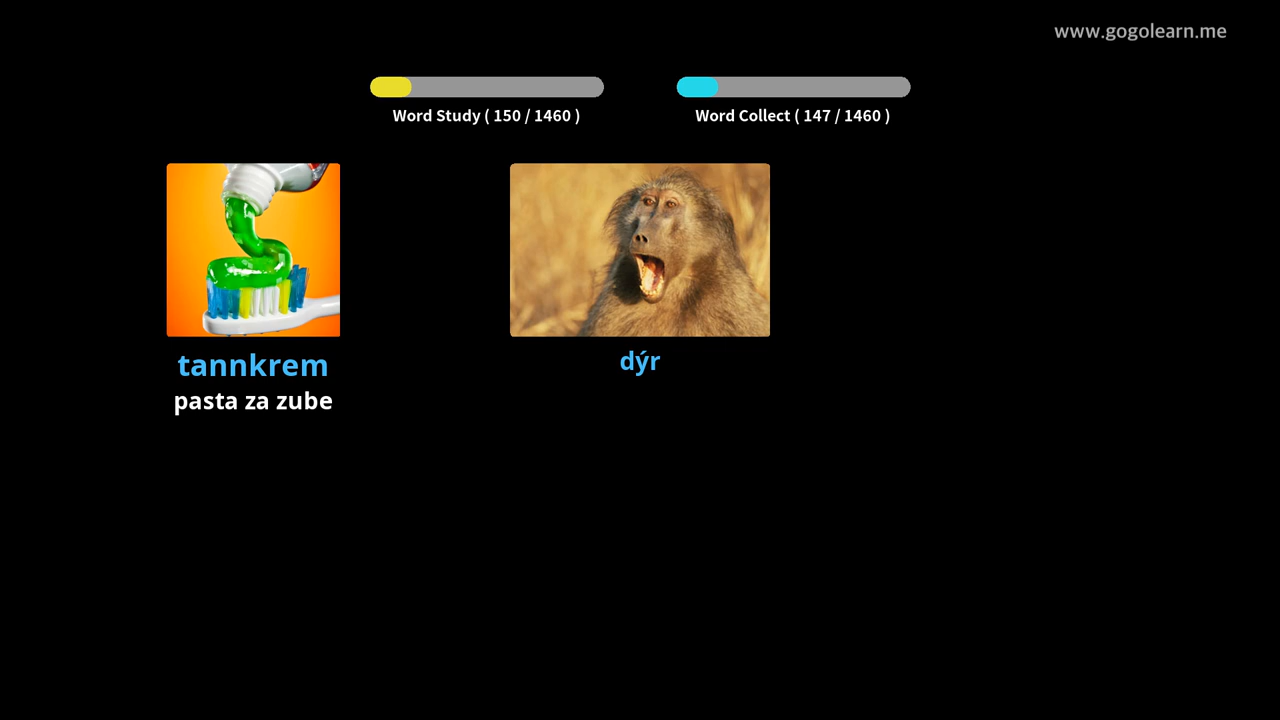 www.gogolearn.me
Word Study ( 150 / 1460 )
Word Collect ( 147 / 1460 )
tannkrem
pasta za zube
dýr